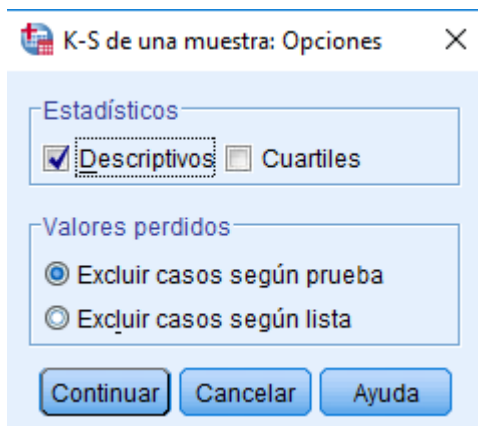 K-S de una muestra: Opciones
Estadísticos
Descriptivos Cuartiles
Valores perdidos
Excluir casos según prueba
Excluir casos según lista
Continuar Cancelar Ayuda